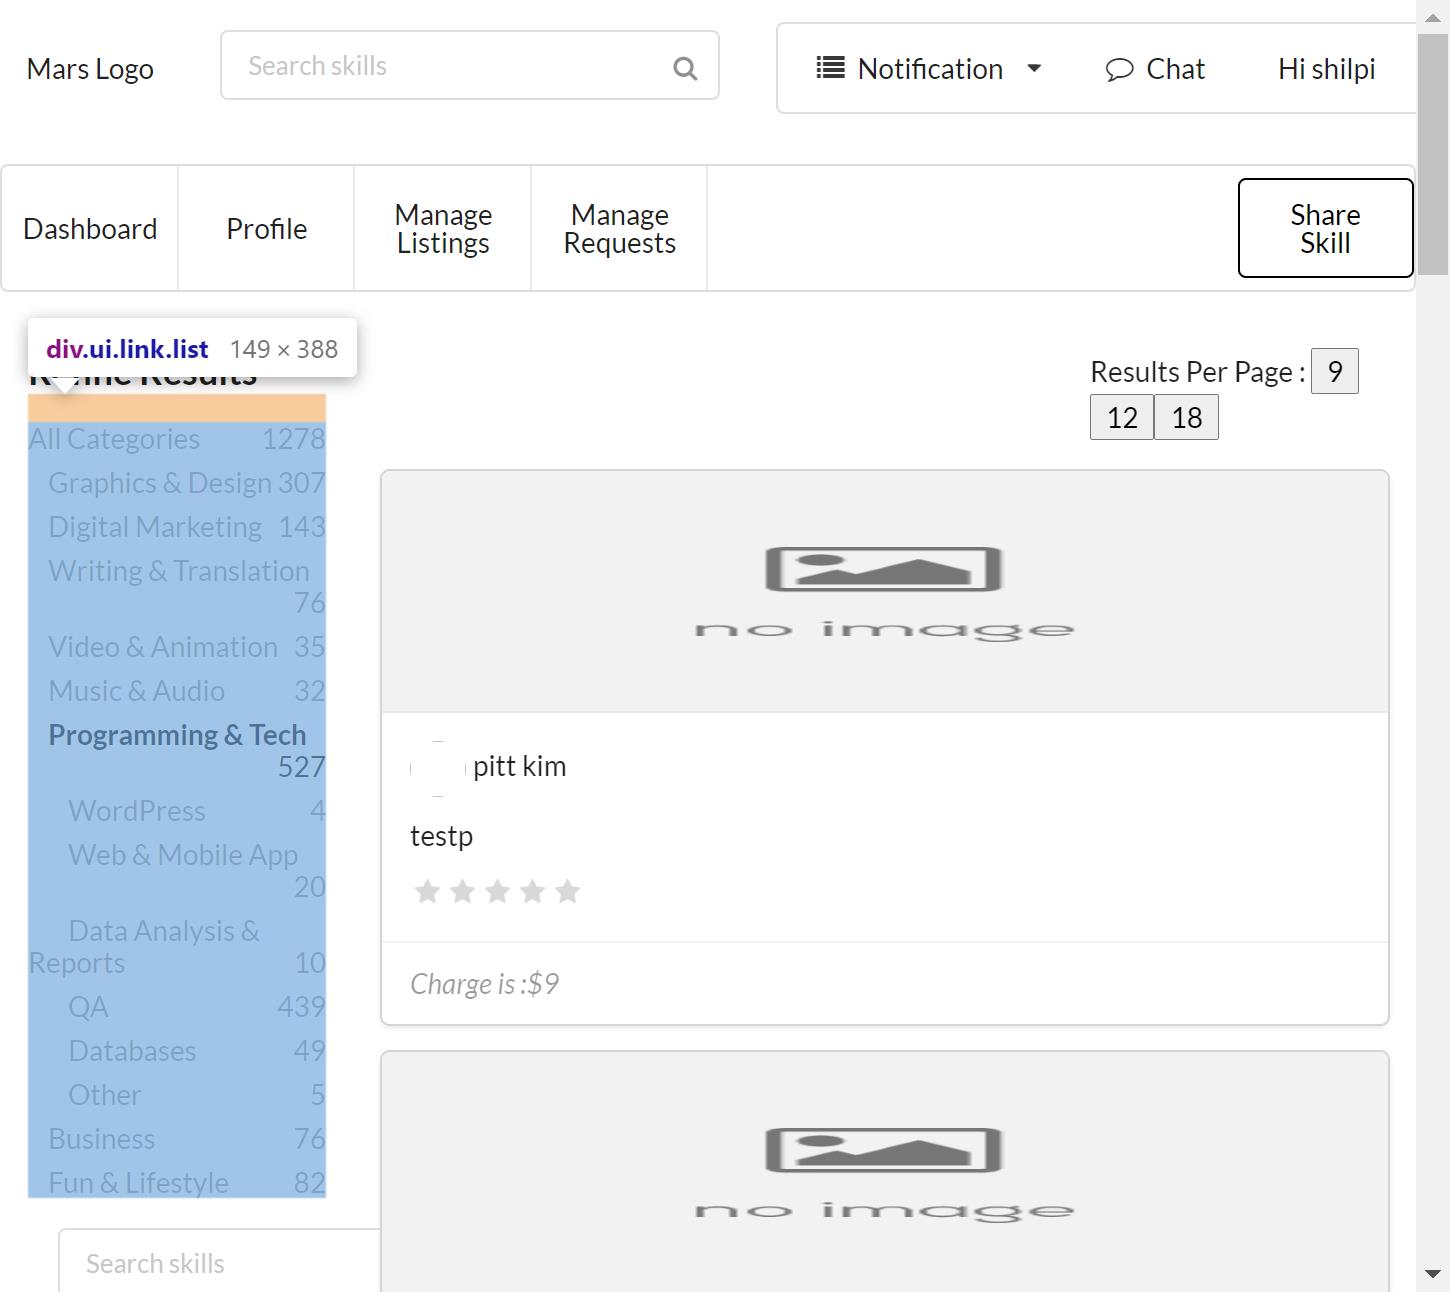 Mars Logo
Search skills
Notification
Chat
Hi shilpi
Dashboard
Profile
Manage
Listings
Manage
Requests
Share
Skill
div.ui.link.list 149 × 388
Refine Results
Results Per Page : 9
12 18
All Categories 1278
Graphics & Design 307
Digital Marketing 143
Writing & Translation
76
Video & Animation 35
Music & Audio 32
Programming & Tech
527
WordPress 4
Web & Mobile App
20
Data Analysis &
Reports 10
QA 439
Databases 49
Other 5
Business 76
Fun & Lifestyle 82
Search skills
no image
pitt kim
testp
Charge is :$9
no image